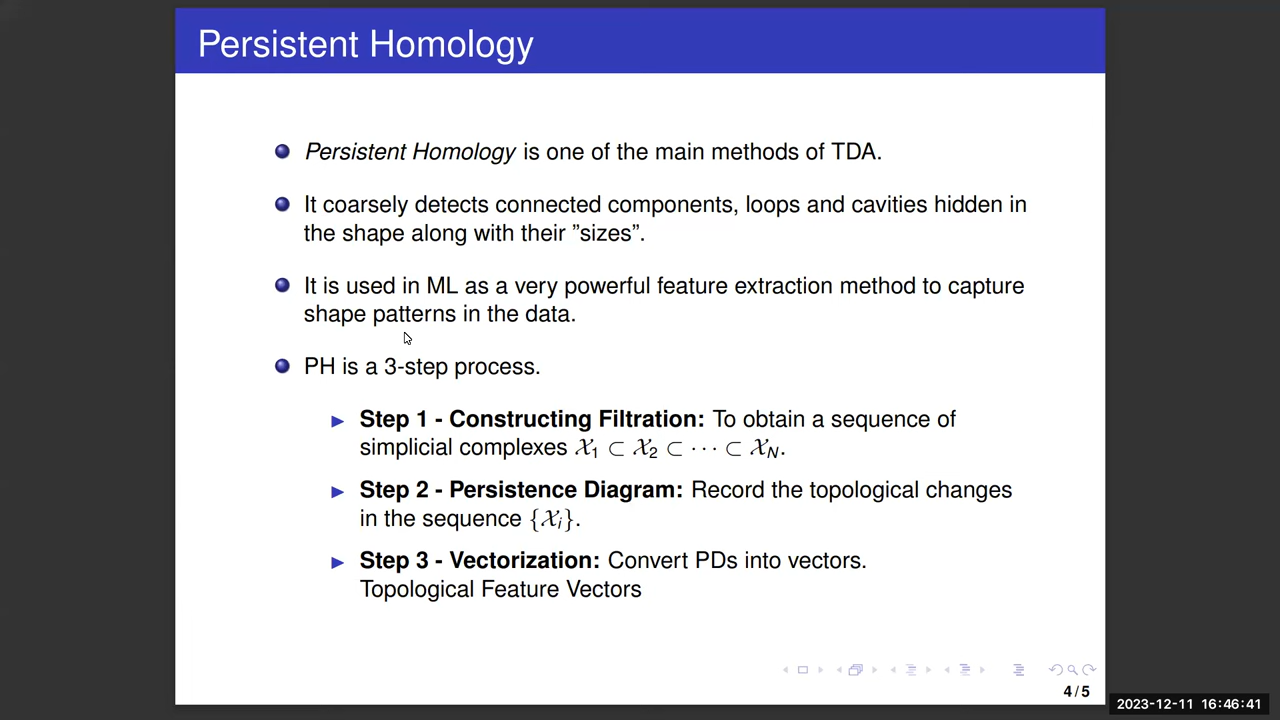 Persistent Homology
Persistent Homology is one of the main methods of TDA.
It coarsely detects connected components, loops and cavities hidden in
the shape along with their ”sizes”.
It is used in ML as a very powerful feature extraction method to capture
shape patterns in the data.
PH is a 3-step process.
Step 1 - Constructing Filtration: To obtain a sequence of
simplicial complexes 𝒳₁ ⊂ 𝒳₂ ⊂ ⋯ ⊂ 𝒳_N.
Step 2 - Persistence Diagram: Record the topological changes
in the sequence {𝒳ᵢ}.
Step 3 - Vectorization: Convert PDs into vectors.
Topological Feature Vectors
4 / 5
2023-12-11 16:46:41